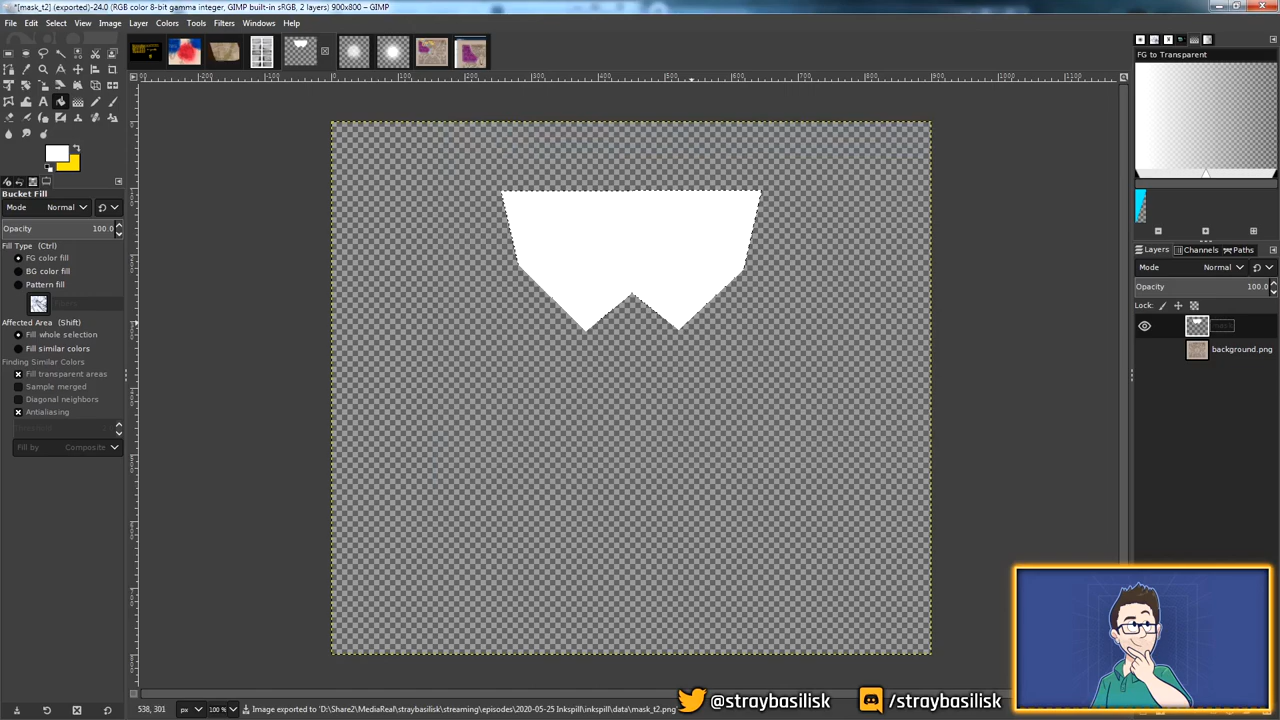 *[mask_t2] (exported)-24.0 (RGB color 8-bit gamma integer, GIMP built-in sRGB, 2 layers) 900x800 – GIMP
File Edit Select View Image Layer Colors Tools Filters Windows Help
FG to Transparent
Bucket Fill
Mode Normal
Opacity 100.0
Fill Type (Ctrl)
FG color fill
BG color fill
Pattern fill
Affected Area (Shift)
Fill whole selection
Fill similar colors
Finding Similar Colors
Fill transparent areas
Sample merged
Diagonal neighbors
Antialiasing
Fill by Composite
Layers Channels Paths
Mode Normal
Opacity 100.0
Lock:
mask
background.png
538, 301 px 100 % Image exported to 'D:\Share2\MediaReal\straybasilisk\streaming\episodes\2020-05-25 Inkspill\inkspill\data\mask_t2.png'
@straybasilisk
/straybasilisk